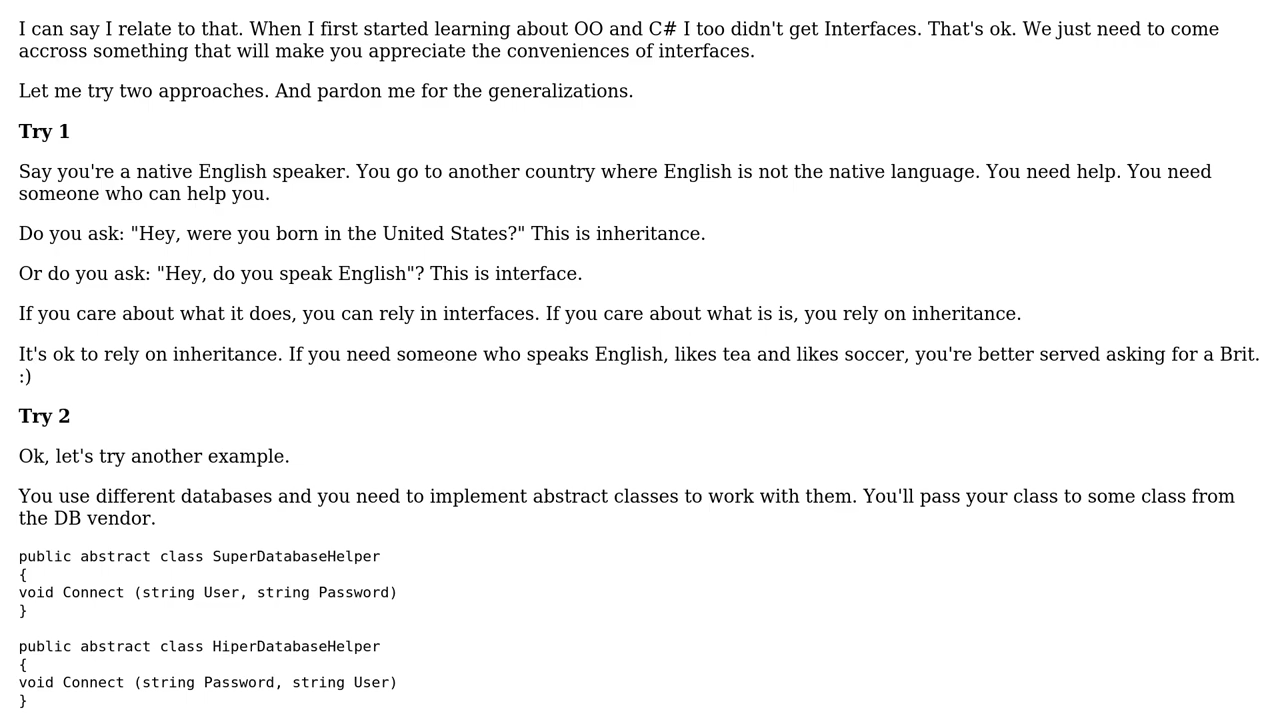 I can say I relate to that. When I first started learning about OO and C# I too didn't get Interfaces. That's ok. We just need to come
accross something that will make you appreciate the conveniences of interfaces.
Let me try two approaches. And pardon me for the generalizations.
Try 1
Say you're a native English speaker. You go to another country where English is not the native language. You need help. You need
someone who can help you.
Do you ask: "Hey, were you born in the United States?" This is inheritance.
Or do you ask: "Hey, do you speak English"? This is interface.
If you care about what it does, you can rely in interfaces. If you care about what is is, you rely on inheritance.
It's ok to rely on inheritance. If you need someone who speaks English, likes tea and likes soccer, you're better served asking for a Brit.
:)
Try 2
Ok, let's try another example.
You use different databases and you need to implement abstract classes to work with them. You'll pass your class to some class from
the DB vendor.
public abstract class SuperDatabaseHelper
{
void Connect (string User, string Password)
}
public abstract class HiperDatabaseHelper
{
void Connect (string Password, string User)
}